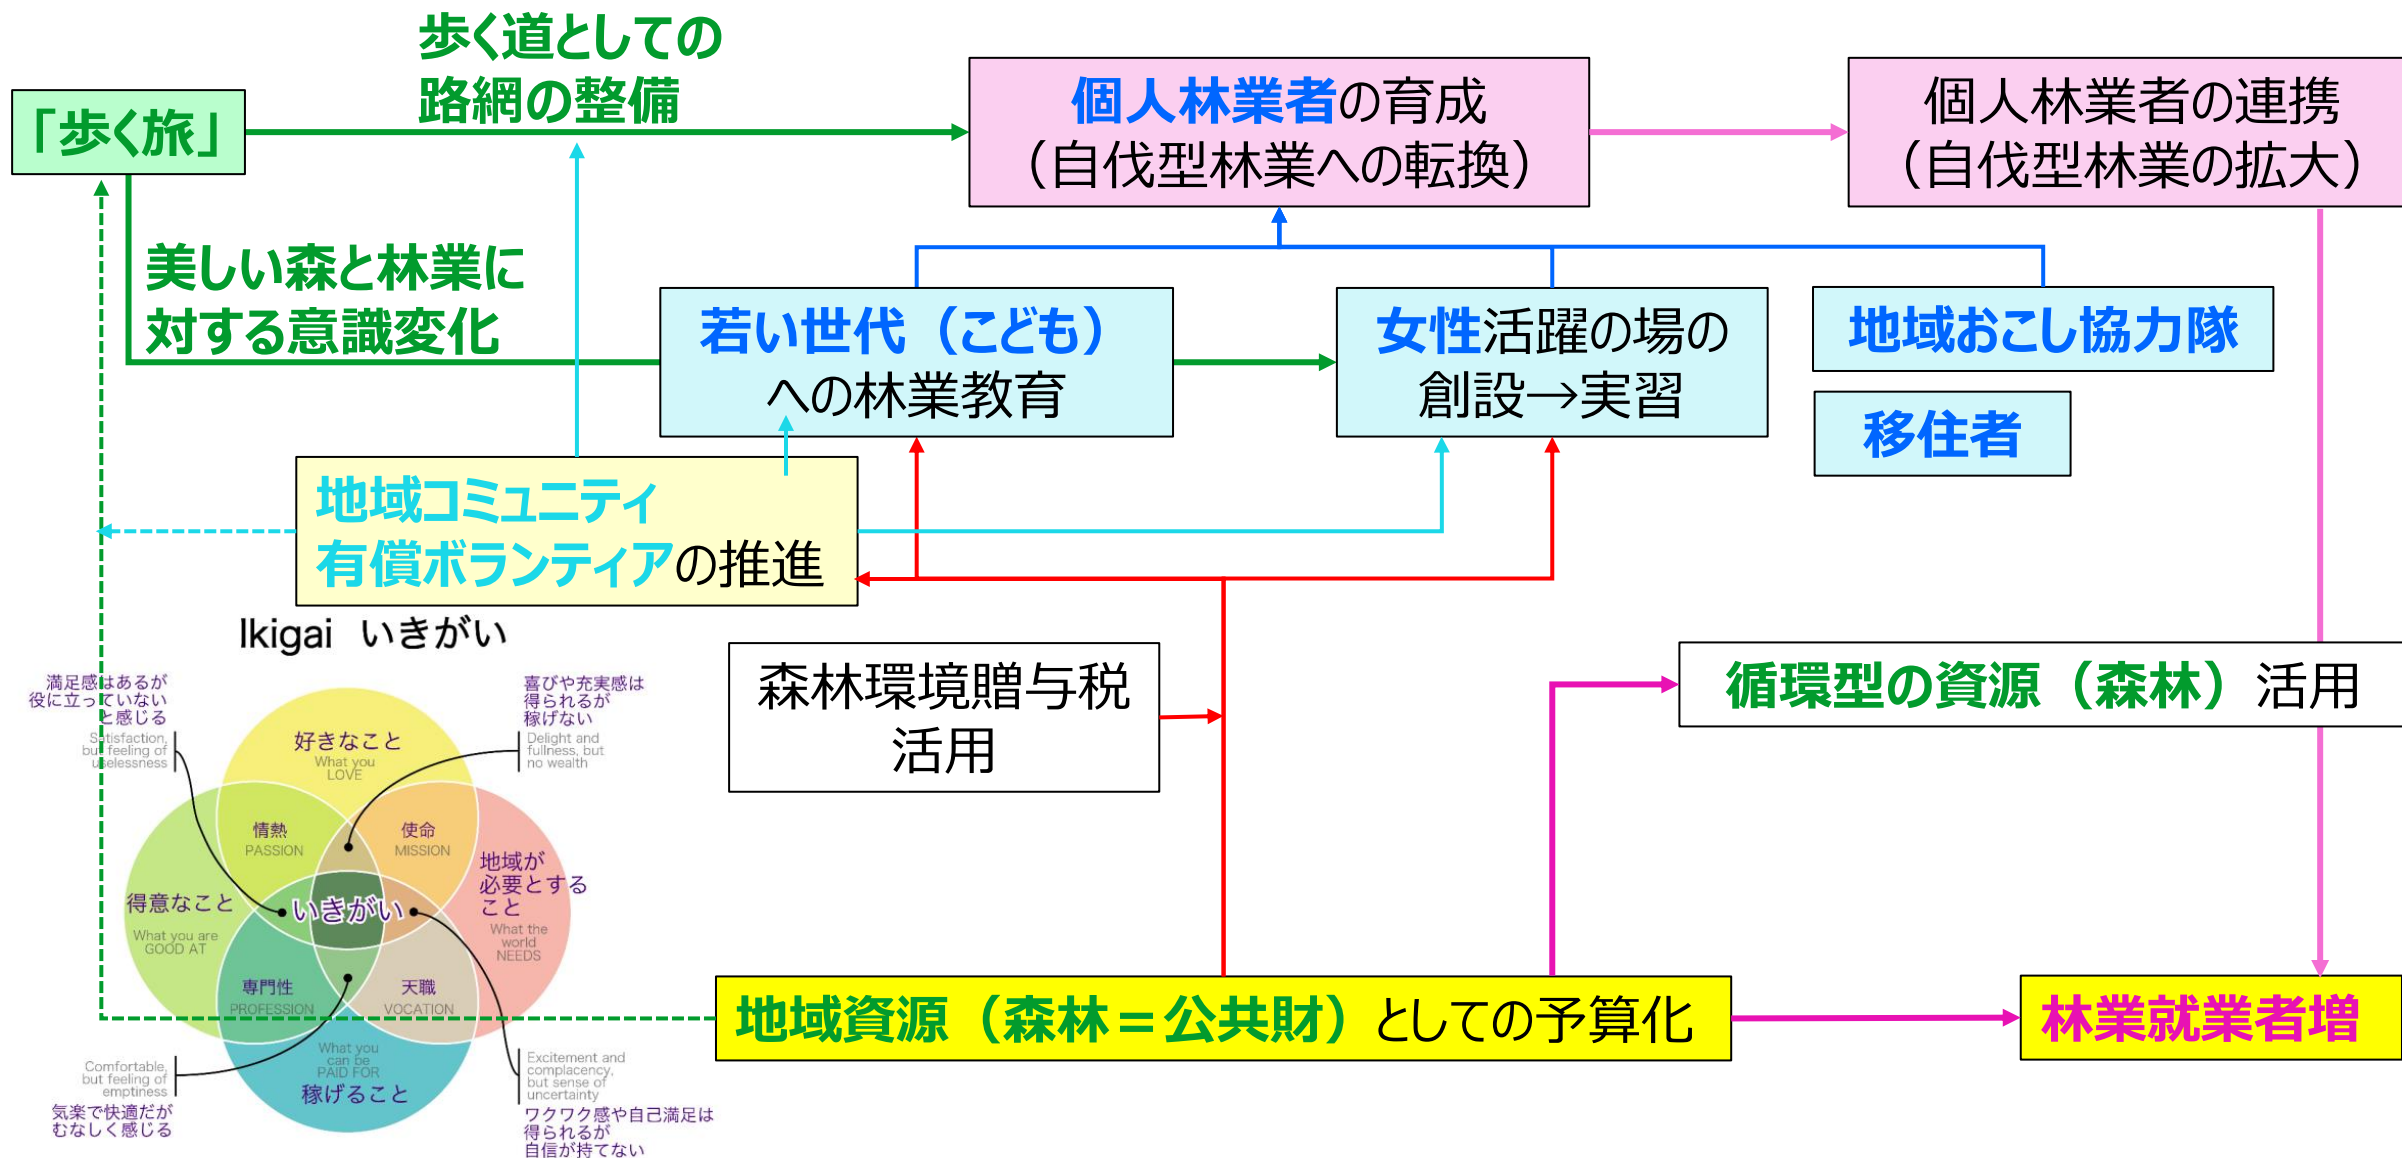 歩く道としての
路網の整備
「歩く旅」
個人林業者の育成
（自伐型林業への転換）
個人林業者の連携
（自伐型林業の拡大）
美しい森と林業に
対する意識変化
若い世代（こども）
への林業教育
女性活躍の場の
創設→実習
地域おこし協力隊
移住者
地域コミュニティ
有償ボランティアの推進
森林環境贈与税
活用
循環型の資源（森林）活用
地域資源（森林＝公共財）としての予算化
林業就業者増
Ikigai いきがい
満足感はあるが
役に立っていない
と感じる
Satisfaction,
but feeling of
uselessness
喜びや充実感は
得られるが
稼げない
Delight and
fullness, but
no wealth
好きなこと
What you
LOVE
情熱
PASSION
使命
MISSION
得意なこと
What you are
GOOD AT
いきがい
地域が
必要とする
こと
What the
world
NEEDS
専門性
PROFESSION
天職
VOCATION
What you
can be
PAID FOR
稼げること
Comfortable,
but feeling of
emptiness
気楽で快適だが
むなしく感じる
Excitement and
complacency,
but sense of
uncertainty
ワクワク感や自己満足は
得られるが
自信が持てない